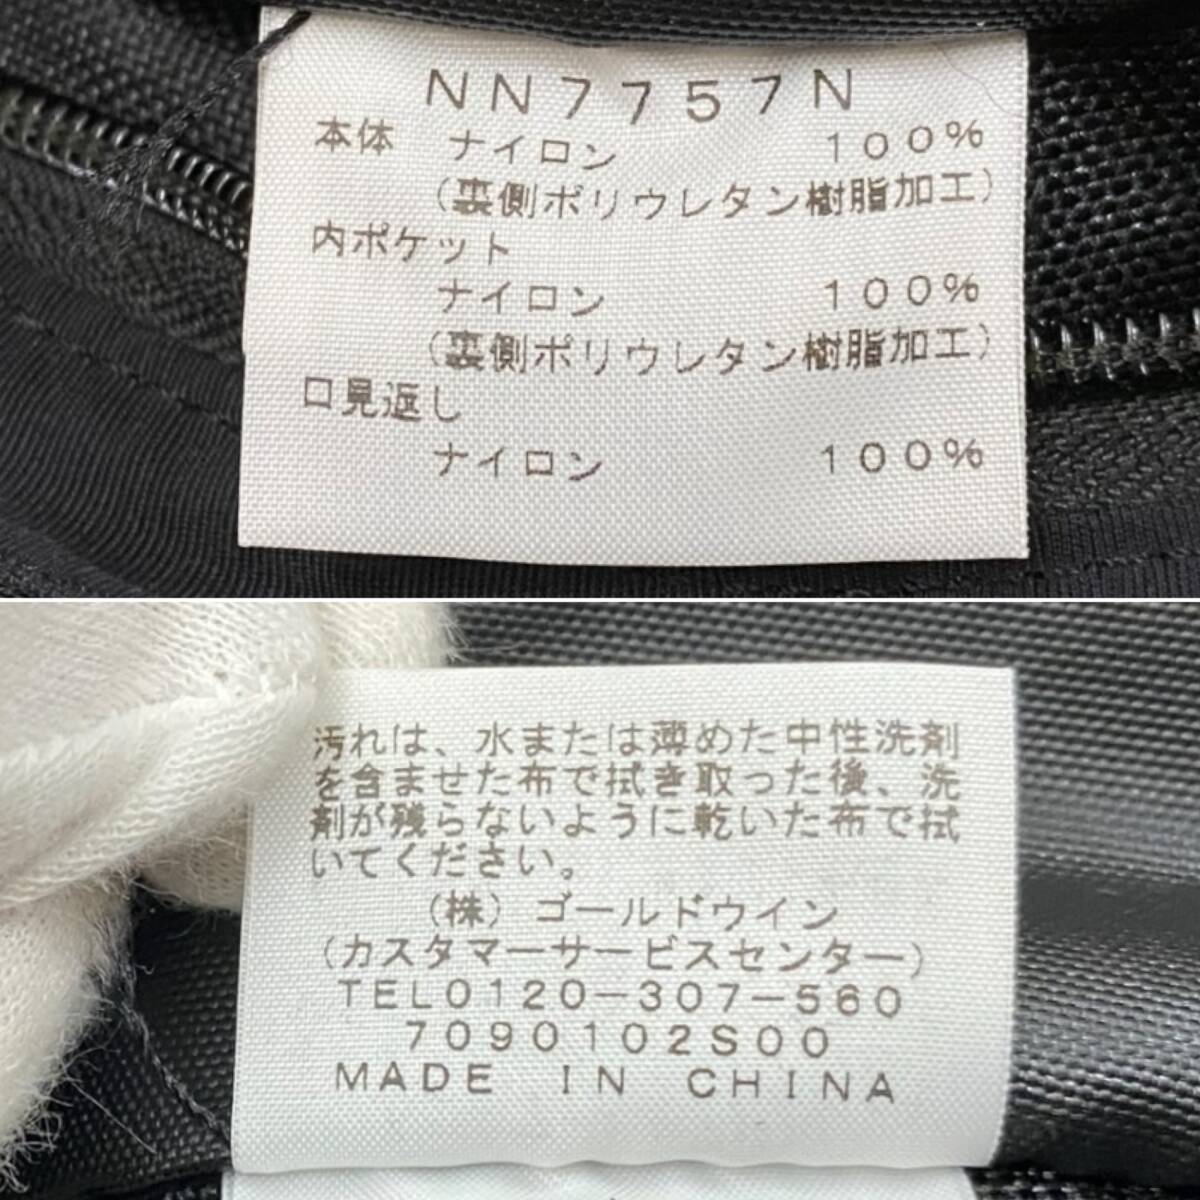 NN7757N
本体 ナイロン 100%
(裏側ポリウレタン樹脂加工)
内ポケット
ナイロン 100%
(裏側ポリウレタン樹脂加工)
口見返し
ナイロン 100%
汚れは、水または薄めた中性洗剤
を含ませた布で拭き取った後、洗
剤が残らないように乾いた布で拭
いてください。
(株)ゴールドウイン
(カスタマーサービスセンター)
TEL0120-307-560
7090102S00
MADE IN CHINA